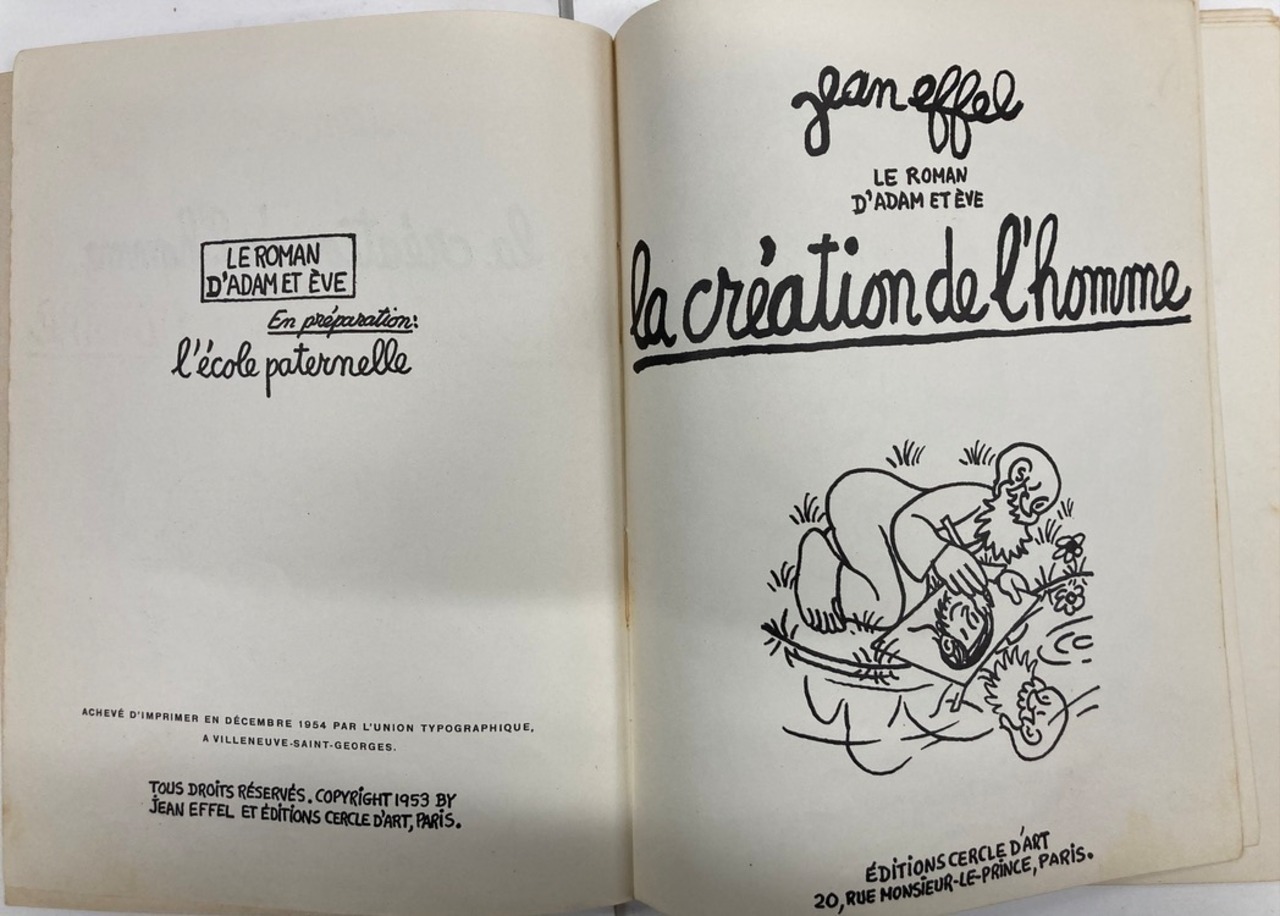 LE ROMAN
D'ADAM ET ÈVE
En préparation:
l'école paternelle
ACHEVÉ D'IMPRIMER EN DÉCEMBRE 1954 PAR L'UNION TYPOGRAPHIQUE,
A VILLENEUVE-SAINT-GEORGES.
TOUS DROITS RÉSERVÉS. COPYRIGHT 1953 BY
JEAN EFFEL ET ÉDITIONS CERCLE D'ART, PARIS.
jean effel
LE ROMAN
D'ADAM ET ÈVE
la création de l'homme
ÉDITIONS CERCLE D'ART
20, RUE MONSIEUR-LE-PRINCE, PARIS.